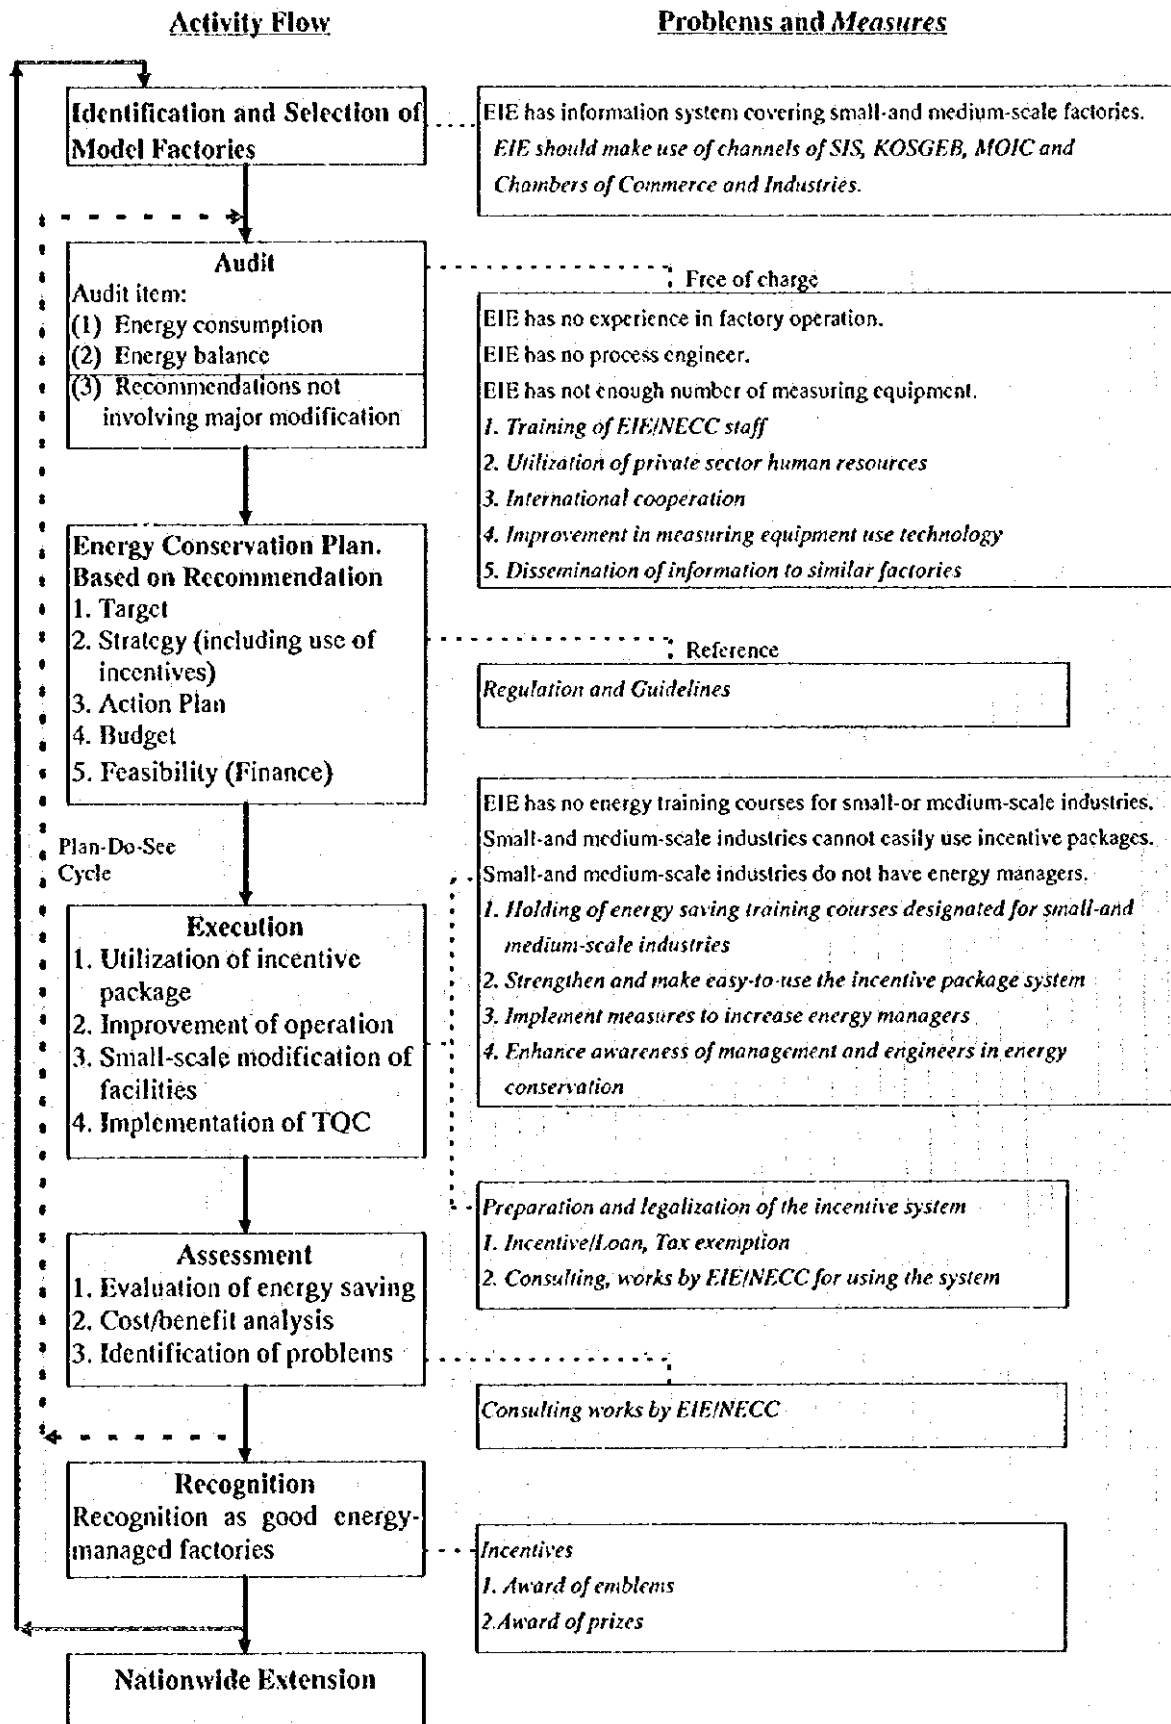 Activity Flow
Problems and Measures
Identification and Selection of
Model Factories
EIE has information system covering small-and medium-scale factories.
EIE should make use of channels of SIS, KOSGEB, MOIC and
Chambers of Commerce and Industries.
Audit
Audit item:
(1) Energy consumption
(2) Energy balance
(3) Recommendations not
involving major modification
Free of charge
EIE has no experience in factory operation.
EIE has no process engineer.
EIE has not enough number of measuring equipment.
1. Training of EIE/NECC staff
2. Utilization of private sector human resources
3. International cooperation
4. Improvement in measuring equipment use technology
5. Dissemination of information to similar factories
Energy Conservation Plan.
Based on Recommendation
1. Target
2. Strategy (including use of
incentives)
3. Action Plan
4. Budget
5. Feasibility (Finance)
Reference
Regulation and Guidelines
Plan-Do-See
Cycle
EIE has no energy training courses for small-or medium-scale industries.
Small-and medium-scale industries cannot easily use incentive packages.
Small-and medium-scale industries do not have energy managers.
1. Holding of energy saving training courses designated for small-and
medium-scale industries
2. Strengthen and make easy-to-use the incentive package system
3. Implement measures to increase energy managers
4. Enhance awareness of management and engineers in energy
conservation
Execution
1. Utilization of incentive
package
2. Improvement of operation
3. Small-scale modification of
facilities
4. Implementation of TQC
Preparation and legalization of the incentive system
1. Incentive/Loan, Tax exemption
2. Consulting, works by EIE/NECC for using the system
Assessment
1. Evaluation of energy saving
2. Cost/benefit analysis
3. Identification of problems
Consulting works by EIE/NECC
Recognition
Recognition as good energy-
managed factories
Incentives
1. Award of emblems
2.Award of prizes
Nationwide Extension